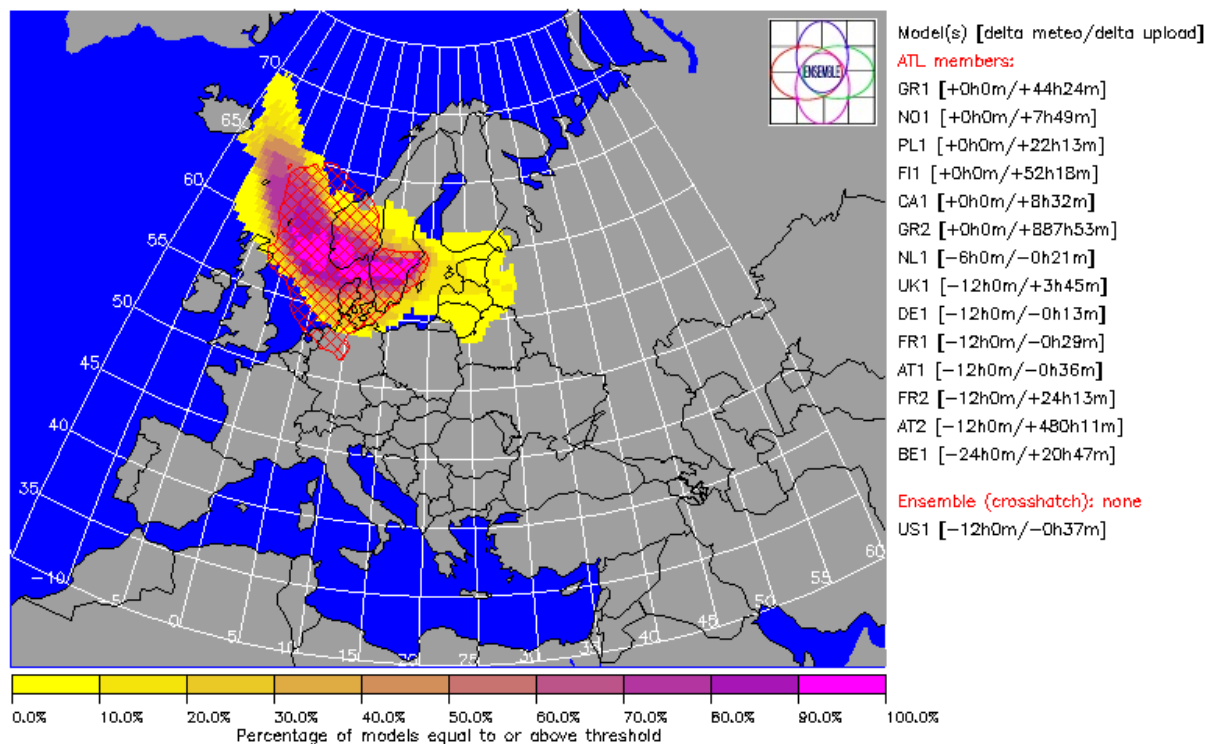 Model(s) [delta meteo/delta upload]
ATL members:
GR1 [+0h0m/+44h24m]
NO1 [+0h0m/+7h49m]
PL1 [+0h0m/+22h13m]
FI1 [+0h0m/+52h18m]
CA1 [+0h0m/+8h32m]
GR2 [+0h0m/+887h53m]
NL1 [-6h0m/-0h21m]
UK1 [-12h0m/+3h45m]
DE1 [-12h0m/-0h13m]
FR1 [-12h0m/-0h29m]
AT1 [-12h0m/-0h36m]
FR2 [-12h0m/+24h13m]
AT2 [-12h0m/+480h11m]
BE1 [-24h0m/+20h47m]
Ensemble (crosshatch): none
US1 [-12h0m/-0h37m]
ENSEMBLE
70
65
60
55
50
45
40
35
-10
-5
0
5
10
15
20
25
30
35
40
45
50
55
60
0.0% 10.0% 20.0% 30.0% 40.0% 50.0% 60.0% 70.0% 80.0% 90.0% 100.0%
Percentage of models equal to or above threshold